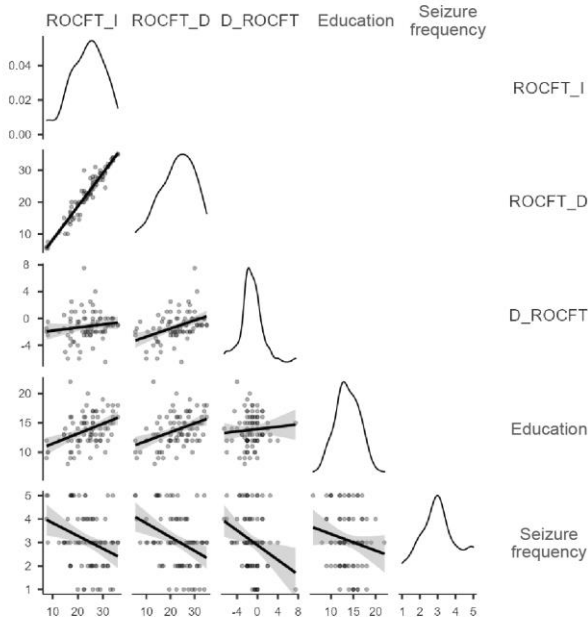 ROCFT_I ROCFT_D D_ROCFT Education Seizure
frequency
0.04
0.02
0.00
ROCFT_I
30
20
10
ROCFT_D
8
4
0
-4
D_ROCFT
20
15
10
Education
5
4
3
2
1
Seizure
frequency
10 20 30 10 20 30 -4 0 4 8 10 15 20 1 2 3 4 5